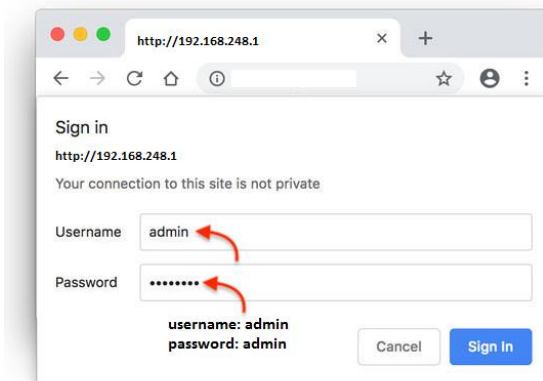 http://192.168.248.1
Sign in
http://192.168.248.1
Your connection to this site is not private
Username admin
Password ••••••••
username: admin
password: admin
Cancel Sign In